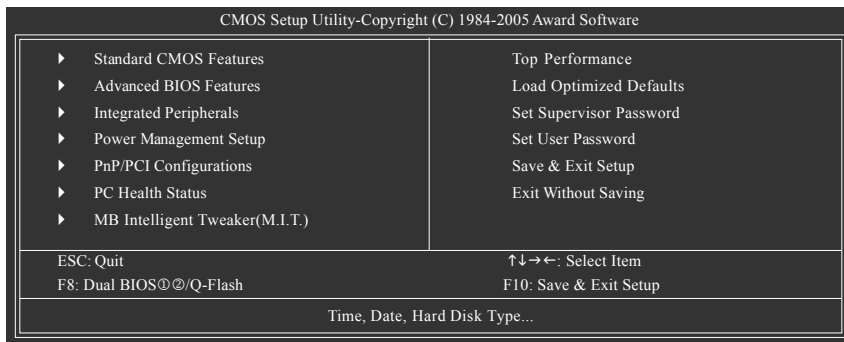 CMOS Setup Utility-Copyright (C) 1984-2005 Award Software
Standard CMOS Features
Advanced BIOS Features
Integrated Peripherals
Power Management Setup
PnP/PCI Configurations
PC Health Status
MB Intelligent Tweaker(M.I.T.)
Top Performance
Load Optimized Defaults
Set Supervisor Password
Set User Password
Save & Exit Setup
Exit Without Saving
ESC: Quit
↑↓→←: Select Item
F8: Dual BIOS①②/Q-Flash
F10: Save & Exit Setup
Time, Date, Hard Disk Type...